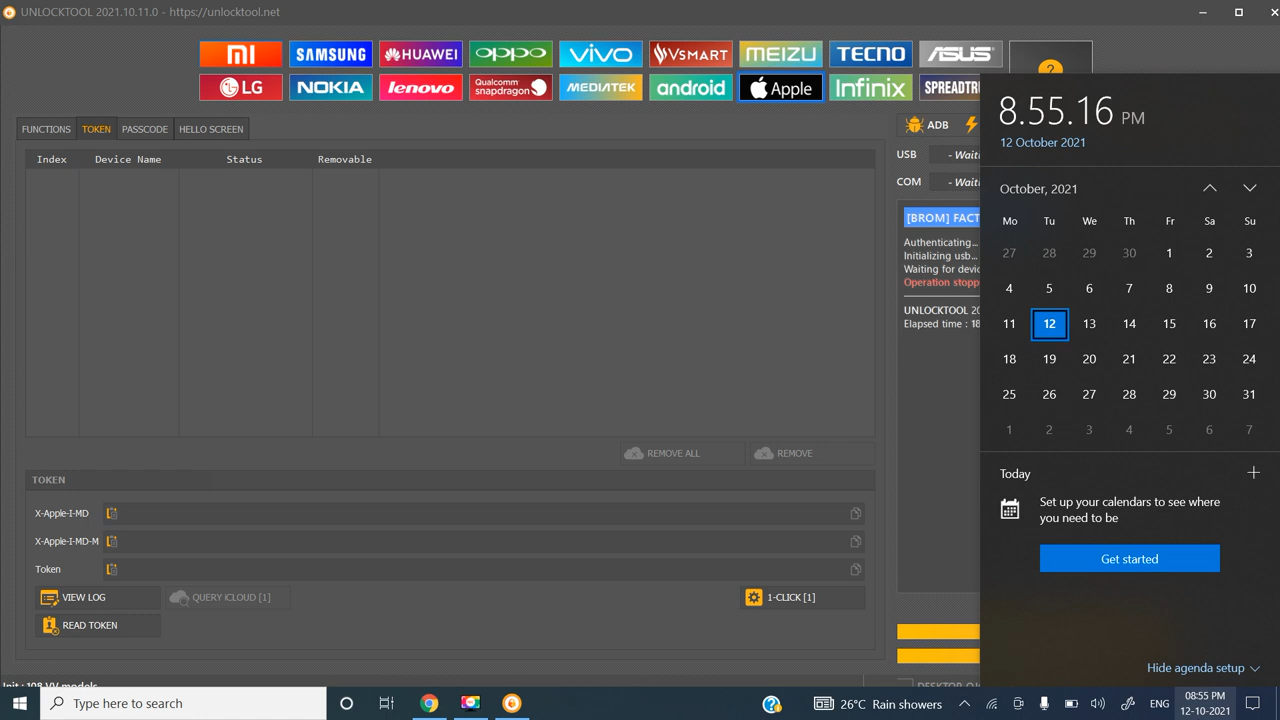 UNLOCKTOOL 2021.10.11.0 - https://unlocktool.net
SAMSUNG HUAWEI oppo vivo VSMART MEIZU TECNO ASUS ?
LG NOKIA lenovo Qualcomm snapdragon MEDIATEK android Apple Infinix SPREADTR
FUNCTIONS TOKEN PASSCODE HELLO SCREEN
Index Device Name Status Removable
REMOVE ALL REMOVE
TOKEN
X-Apple-I-MD
X-Apple-I-MD-M
Token
VIEW LOG QUERY iCLOUD [1] 1-CLICK [1]
READ TOKEN
ADB
USB - Waiti
COM - Waiti
[BROM] FACT
Authenticating...
Initializing usb...
Waiting for devic
Operation stopp
UNLOCKTOOL 20
Elapsed time : 18
8.55.16 PM
12 October 2021
October, 2021
Mo Tu We Th Fr Sa Su
27 28 29 30 1 2 3
4 5 6 7 8 9 10
11 12 13 14 15 16 17
18 19 20 21 22 23 24
25 26 27 28 29 30 31
1 2 3 4 5 6 7
Today
Set up your calendars to see where
you need to be
Get started
Hide agenda setup
Type here to search
26°C Rain showers
ENG
08:55 PM
12-10-2021